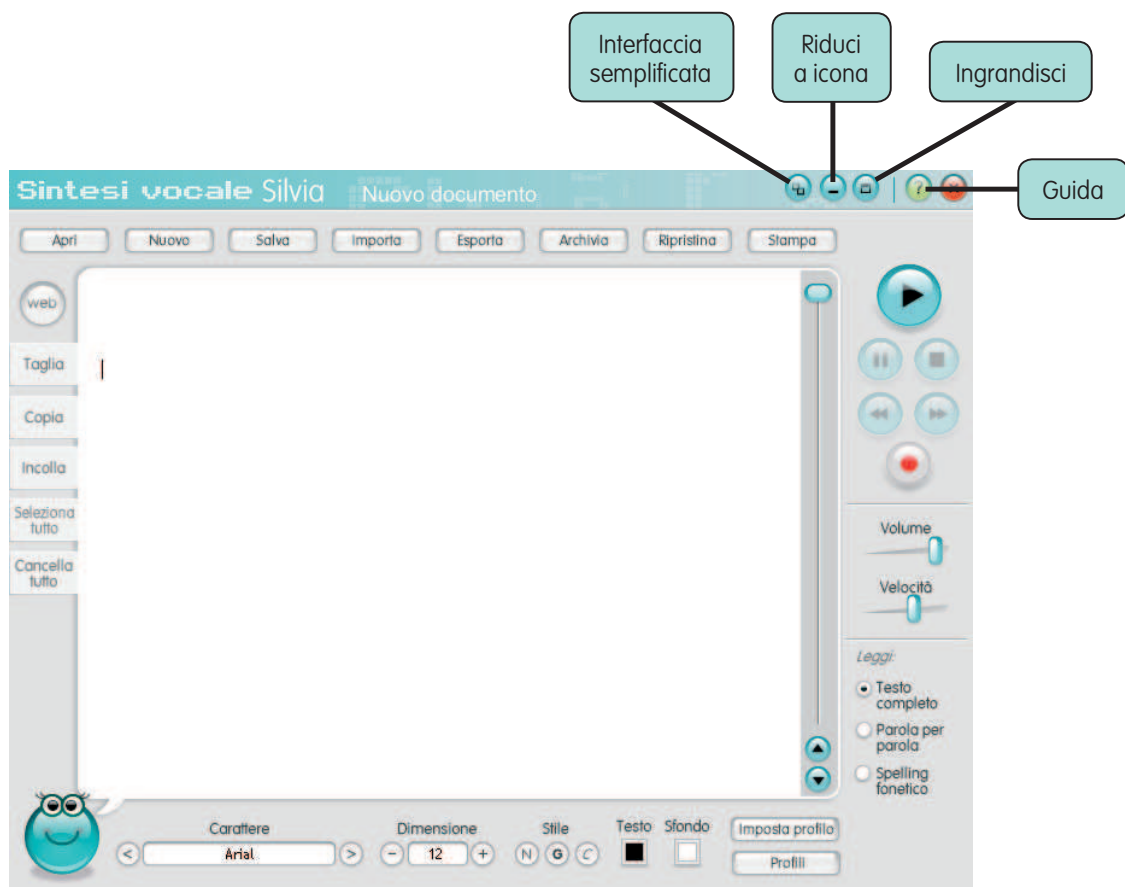 Interfaccia
semplificata
Riduci
a icona
Ingrandisci
Guida
Sintesi vocale Silvia
Nuovo documento
?
Apri
Nuovo
Salva
Importa
Esporta
Archivia
Ripristina
Stampa
web
Taglia
Copia
Incolla
Seleziona
tutto
Cancella
tutto
Volume
Velocità
Leggi:
Testo
completo
Parola per
parola
Spelling
fonetico
Carattere
< Arial >
Dimensione
- 12 +
Stile
N G C
Testo
Sfondo
Imposta profilo
Profili